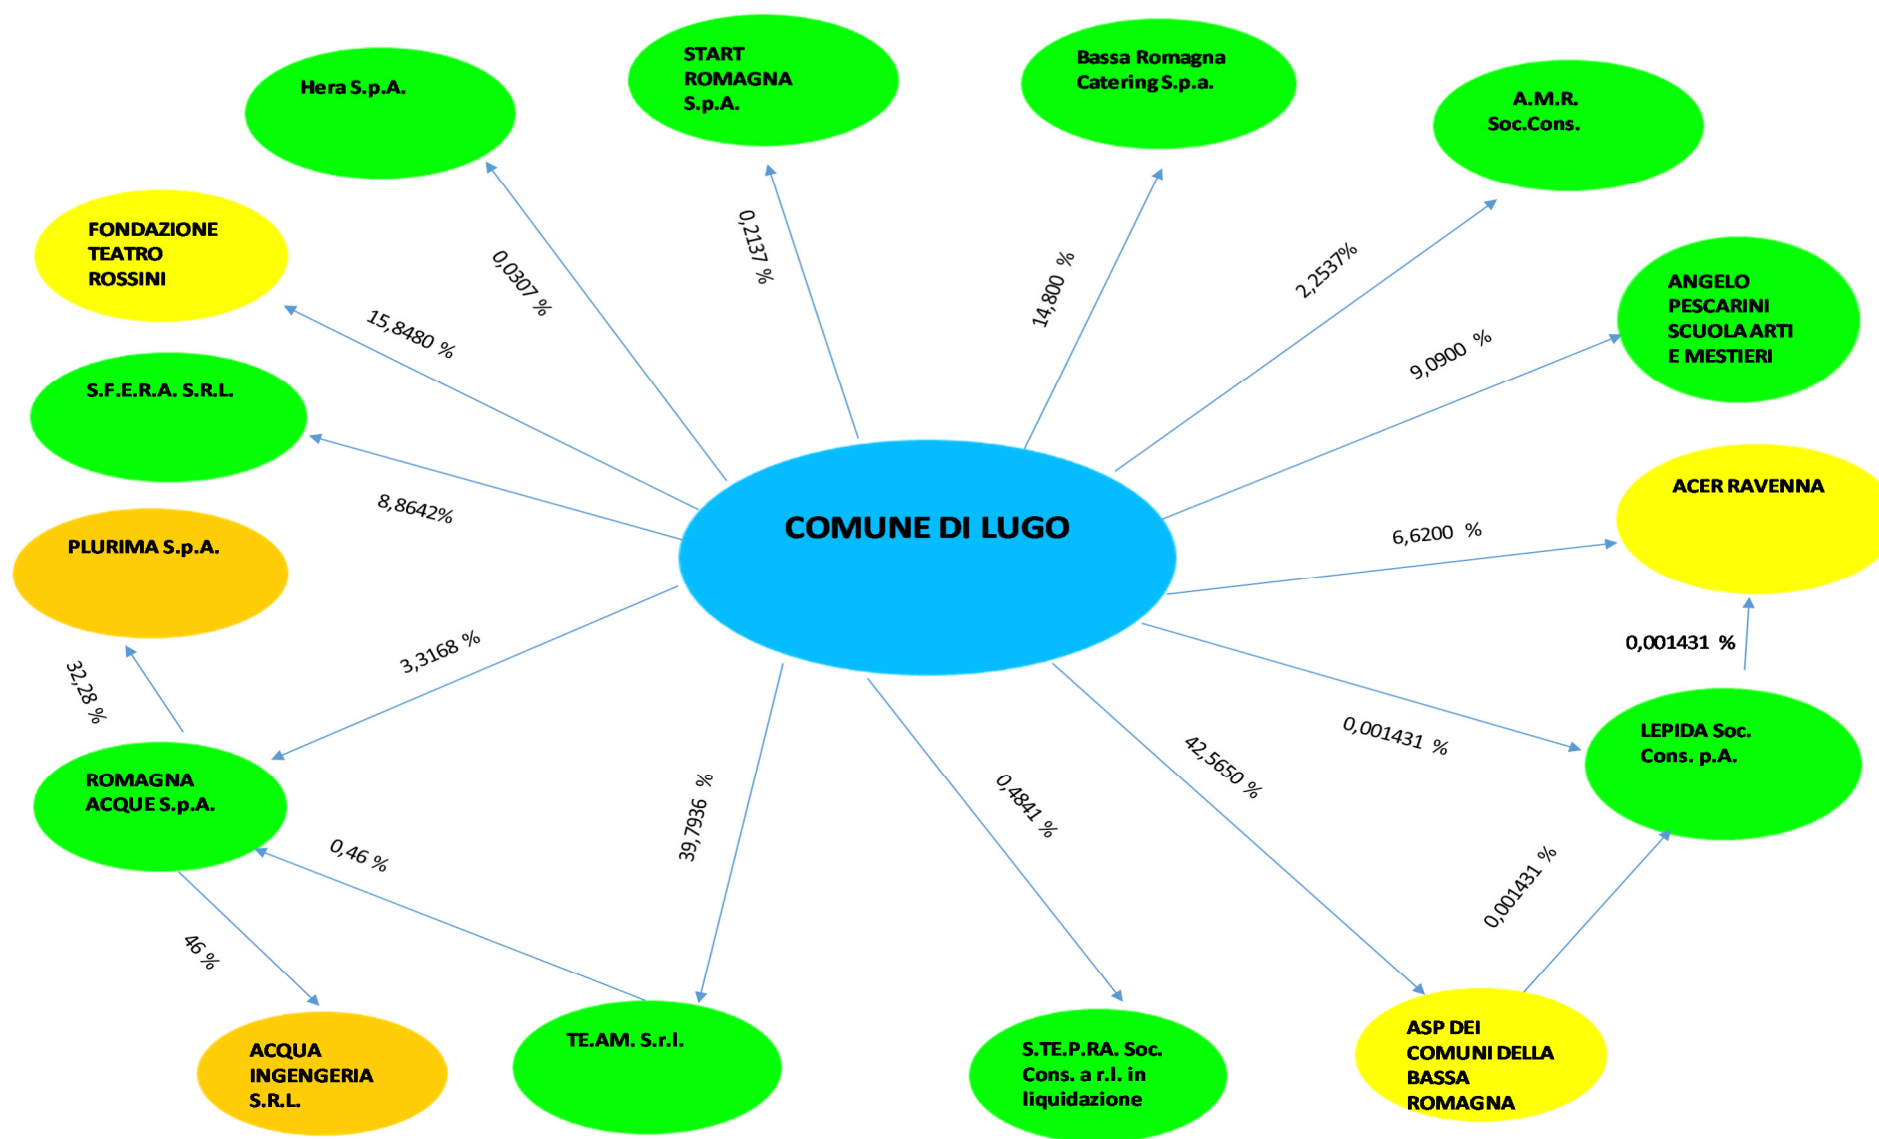 START
ROMAGNA
S.p.A.
Bassa Romagna
Catering S.p.a.
Hera S.p.A.
A.M.R.
Soc.Cons.
FONDAZIONE
TEATRO
ROSSINI
0,2137 %
0,0307 %
14,800 %
2,2537%
ANGELO
PESCARINI
SCUOLA ARTI
E MESTIERI
15,8480 %
9,0900 %
S.F.E.R.A. S.R.L.
8,8642%
COMUNE DI LUGO
ACER RAVENNA
6,6200 %
PLURIMA S.p.A.
3,3168 %
32,28 %
0,001431 %
0,001431 %
LEPIDA Soc.
Cons. p.A.
ROMAGNA
ACQUE S.p.A.
42,5650 %
39,7936 %
0,4841 %
0,46 %
0,001431 %
46 %
ACQUA
INGENGERIA
S.R.L.
TE.AM. S.r.l.
S.TE.P.RA. Soc.
Cons. a r.l. in
liquidazione
ASP DEI
COMUNI DELLA
BASSA
ROMAGNA